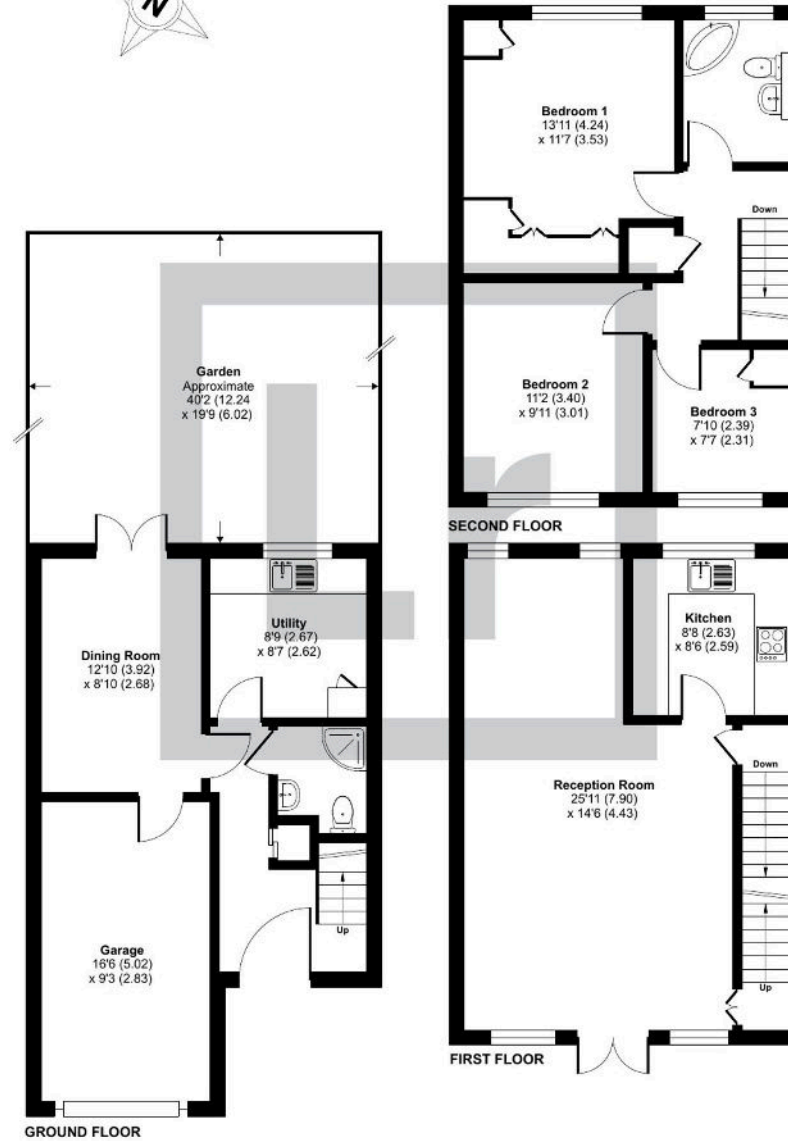 N
Bedroom 1
13'11 (4.24)
x 11'7 (3.53)
Down
Bedroom 2
11'2 (3.40)
x 9'11 (3.01)
Bedroom 3
7'10 (2.39)
x 7'7 (2.31)
SECOND FLOOR
Garden
Approximate
40'2 (12.24
x 19'9 (6.02)
Dining Room
12'10 (3.92)
x 8'10 (2.68)
Utility
8'9 (2.67)
x 8'7 (2.62)
Up
Garage
16'6 (5.02)
x 9'3 (2.83)
GROUND FLOOR
Kitchen
8'8 (2.63)
x 8'6 (2.59)
Down
Reception Room
25'11 (7.90)
x 14'6 (4.43)
Up
FIRST FLOOR